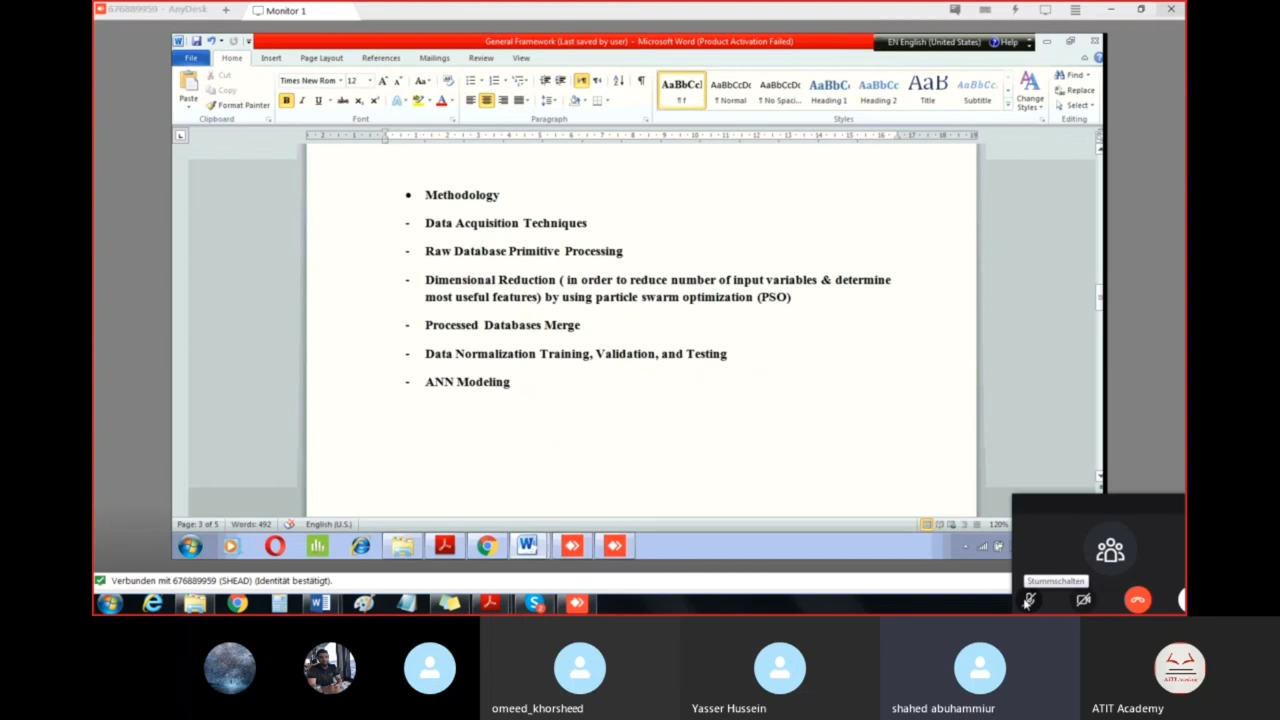 676889959 - AnyDesk
Monitor 1
General Framework (Last saved by user) - Microsoft Word (Product Activation Failed)
EN English (United States)
Help
File
Home
Insert
Page Layout
References
Mailings
Review
View
Paste
Cut
Copy
Format Painter
Clipboard
Times New Rom
12
Font
Paragraph
AaBbCcI
¶ f
AaBbCcDc
¶ Normal
AaBbCcDc
¶ No Spaci...
AaBbC
Heading 1
AaBbCc
Heading 2
AaB
Title
AaBbCc.
Subtitle
Change
Styles
Styles
Find
Replace
Select
Editing
• Methodology
- Data Acquisition Techniques
- Raw Database Primitive Processing
- Dimensional Reduction ( in order to reduce number of input variables & determine
most useful features) by using particle swarm optimization (PSO)
- Processed Databases Merge
- Data Normalization Training, Validation, and Testing
- ANN Modeling
Page: 3 of 5
Words: 492
English (U.S.)
120%
Stummschalten
Verbunden mit 676889959 (SHEAD) (Identität bestätigt).
omeed_khorsheed
Yasser Hussein
shahed abuhammiur
ATIT Academy